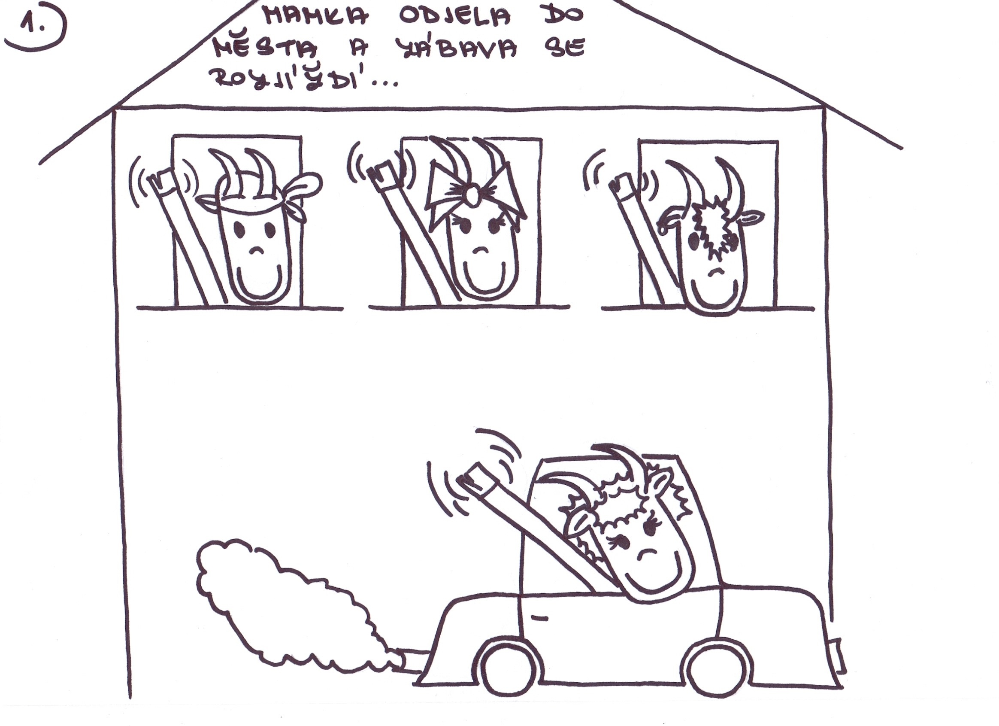 1.
MAMKA ODJELA DO
MĚSTA A ZÁBAVA SE
ROZJÍŽDÍ...